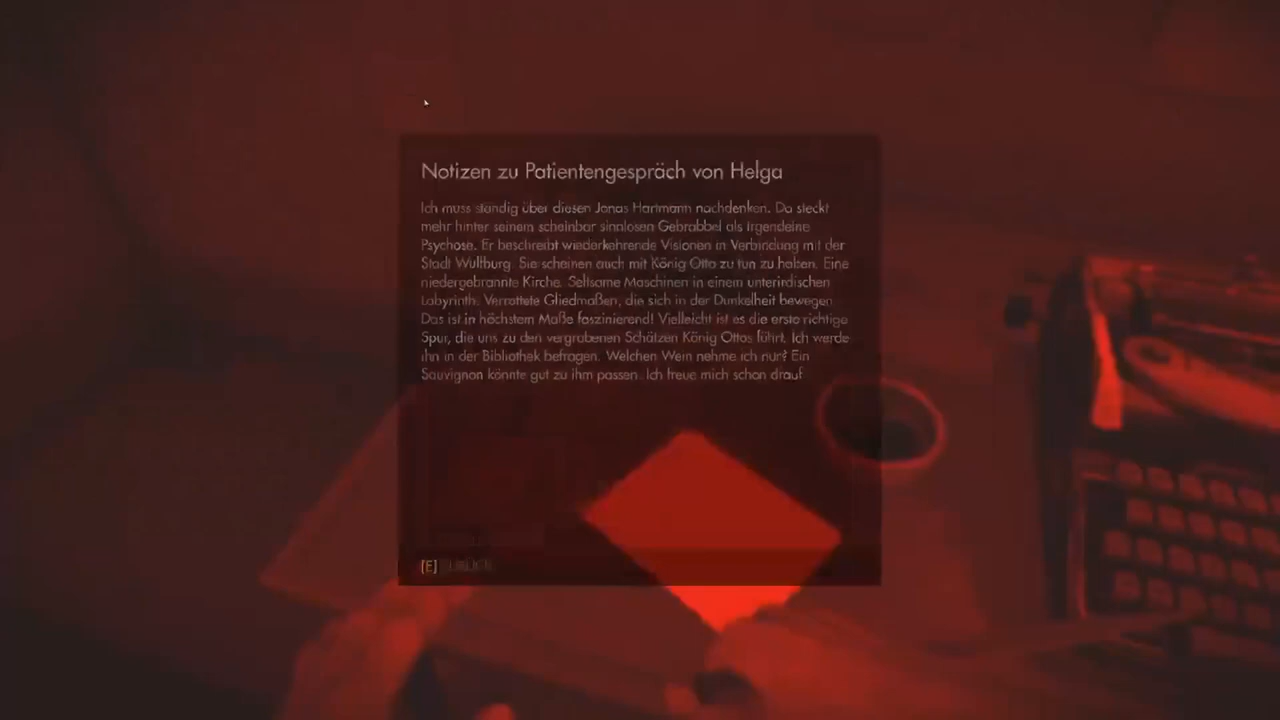 Notizen zu Patientengespräch von Helga
Ich muss ständig über diesen Jonas Hartmann nachdenken. Da steckt
mehr hinter seinem scheinbar sinnlosen Gebrabbel als irgendeine
Psychose. Er beschreibt wiederkehrende Visionen in Verbindung mit der
Stadt Wulfburg. Sie scheinen auch mit König Otto zu tun zu haben. Eine
niedergebrannte Kirche. Seltsame Maschinen in einem unterirdischen
Labyrinth. Verrottete Gliedmaßen, die sich in der Dunkelheit bewegen.
Das ist in höchstem Maße faszinierend! Vielleicht ist es die erste richtige
Spur, die uns zu den vergrabenen Schätzen König Ottos führt. Ich werde
ihn in der Bibliothek befragen. Welchen Wein nehme ich nur? Ein
Sauvignon könnte gut zu ihm passen. Ich freue mich schon drauf.
[E] ZURÜCK